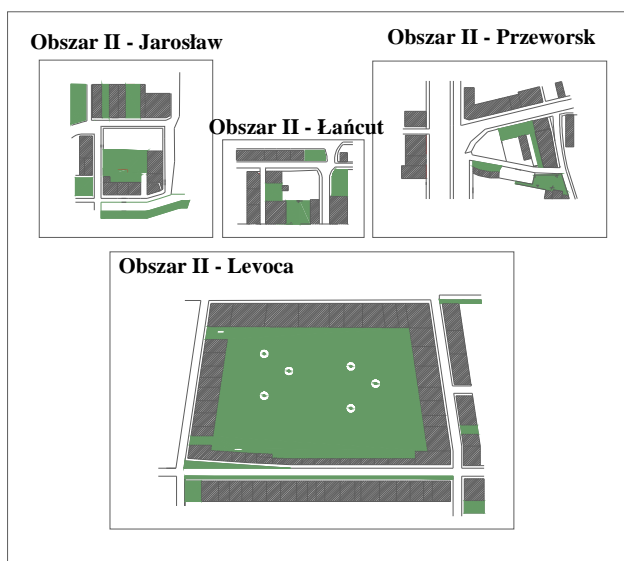 Obszar II - Jarosław
Obszar II - Przeworsk
Obszar II - Łańcut
Obszar II - Levoca